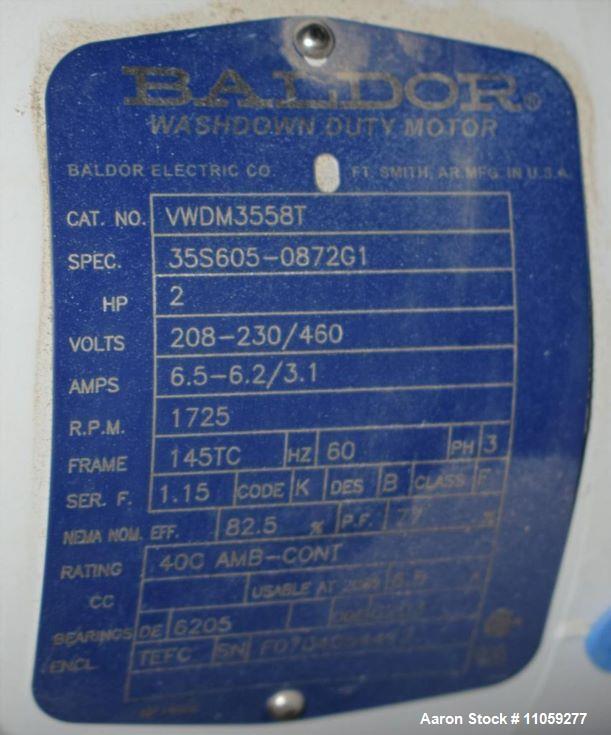 BALDOR®
WASHDOWN DUTY MOTOR
BALDOR ELECTRIC CO. FT. SMITH, AR MFG. IN U.S.A.
CAT. NO. VWDM3558T
SPEC. 35S605-0872G1
HP 2
VOLTS 208-230/460
AMPS 6.5-6.2/3.1
R.P.M. 1725
FRAME 145TC HZ 60 PH 3
SER. F. 1.15 CODE K DES B CLASS F
NEMA NOM. EFF. 82.5 % P.F. 77 %
RATING 40C AMB-CONT
CC USABLE AT A
BEARINGS DE 6205
ENCL TEFC SN
Aaron Stock # 11059277